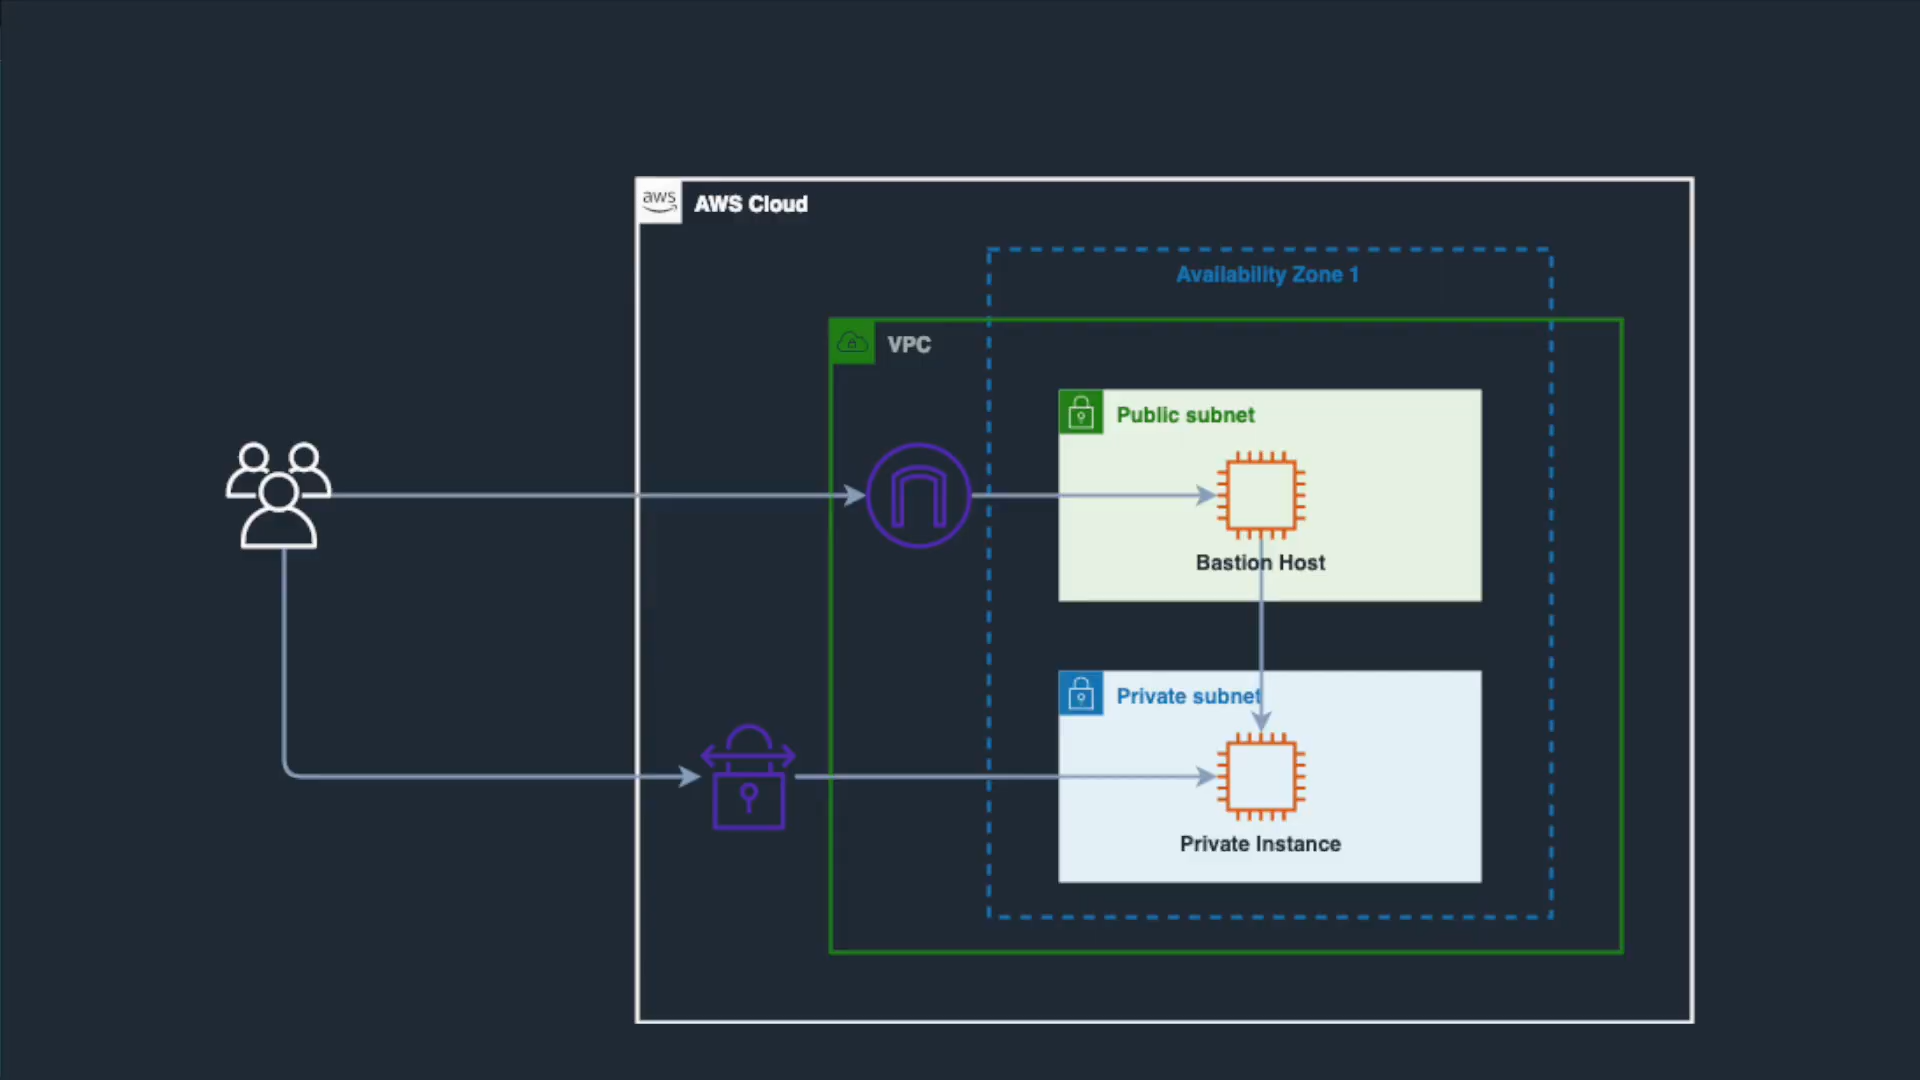 aws
AWS Cloud
Availability Zone 1
VPC
Public subnet
Bastion Host
Private subnet
Private Instance